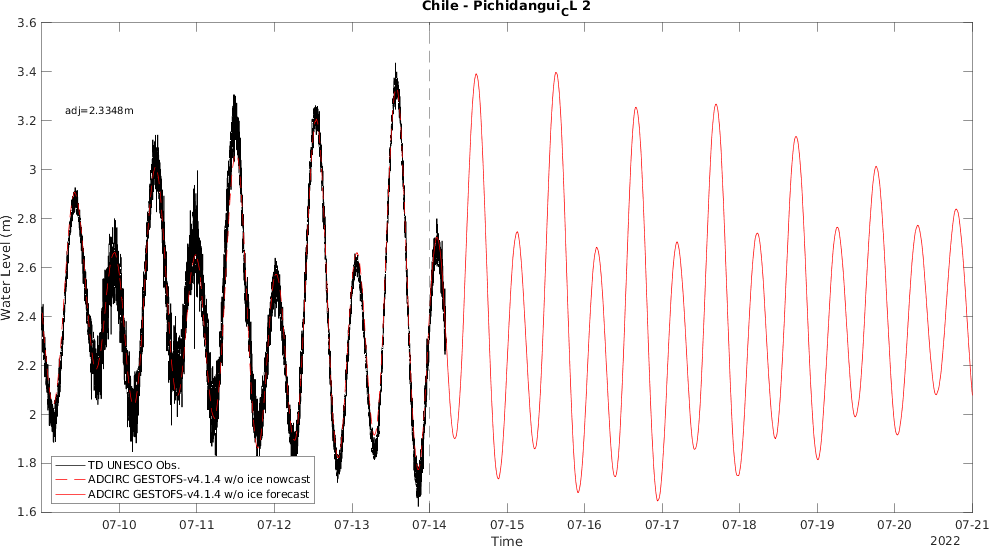 Chile - PichidanguiCL 2
3.6
3.4
adj=2.3348m
3.2
3
2.8
2.6
Water Level (m)
2.4
2.2
2
1.8
1.6
TD UNESCO Obs.
ADCIRC GESTOFS-v4.1.4 w/o ice nowcast
ADCIRC GESTOFS-v4.1.4 w/o ice forecast
07-10 07-11 07-12 07-13 07-14 07-15 07-16 07-17 07-18 07-19 07-20 07-21
Time
2022